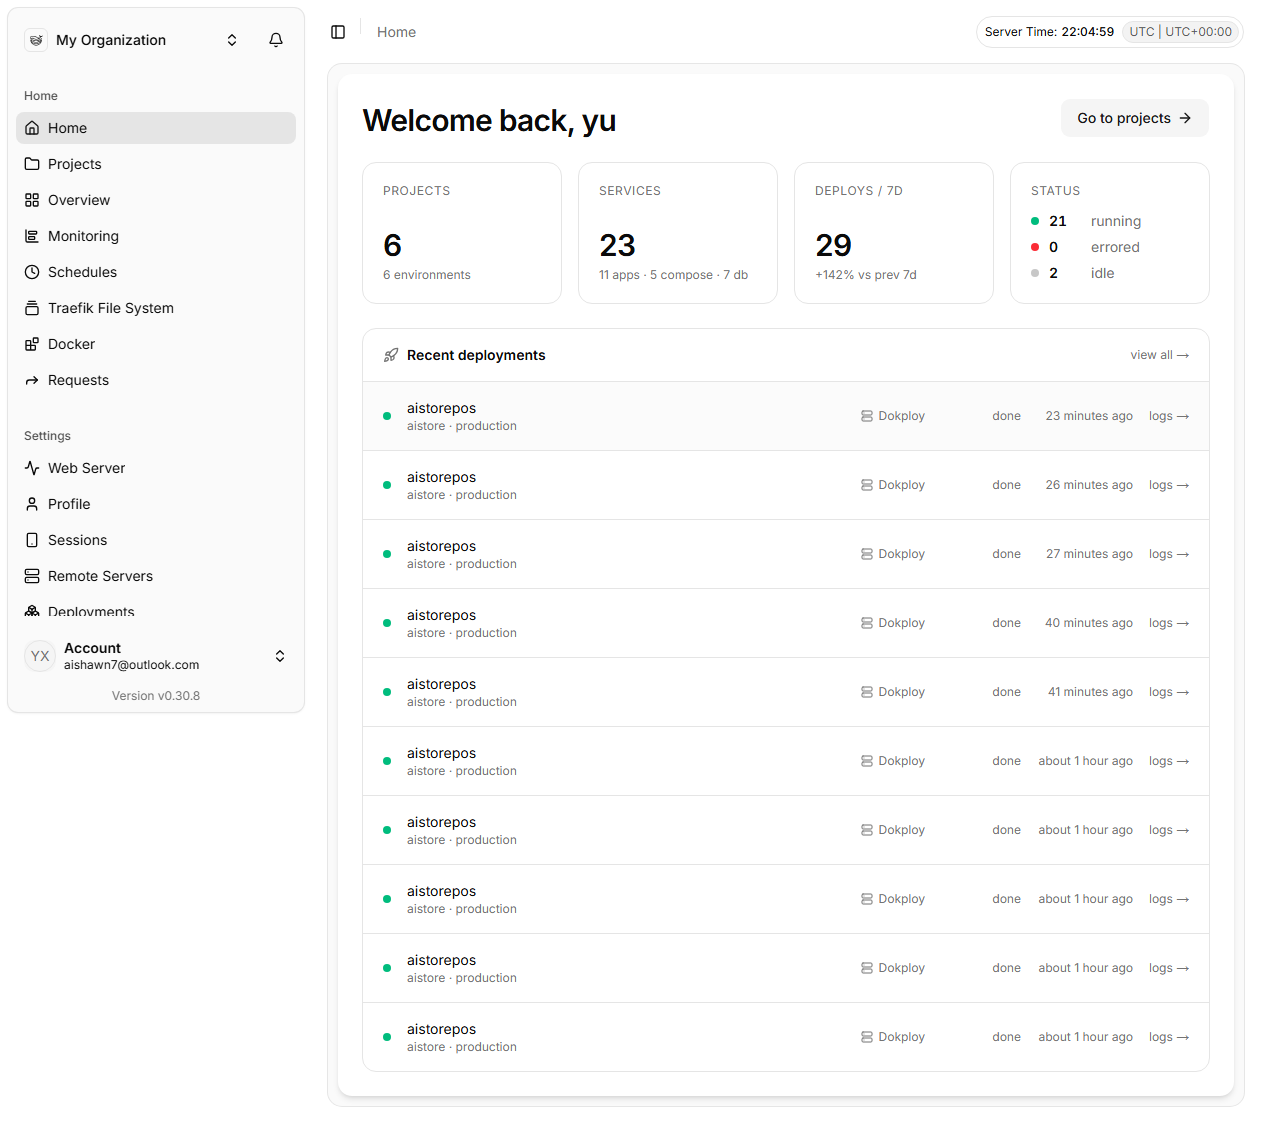 My Organization
Home
Home
Projects
Overview
Monitoring
Schedules
Traefik File System
Docker
Requests
Settings
Web Server
Profile
Sessions
Remote Servers
Deployments
YX
Account
aishawn7@outlook.com
Version v0.30.8
Home
Server Time: 22:04:59 UTC | UTC+00:00
Welcome back, yu
Go to projects →
PROJECTS
6
6 environments
SERVICES
23
11 apps · 5 compose · 7 db
DEPLOYS / 7D
29
+142% vs prev 7d
STATUS
21 running
0 errored
2 idle
Recent deployments
view all →
aistorepos
aistore · production
Dokploy done 23 minutes ago logs →
aistorepos
aistore · production
Dokploy done 26 minutes ago logs →
aistorepos
aistore · production
Dokploy done 27 minutes ago logs →
aistorepos
aistore · production
Dokploy done 40 minutes ago logs →
aistorepos
aistore · production
Dokploy done 41 minutes ago logs →
aistorepos
aistore · production
Dokploy done about 1 hour ago logs →
aistorepos
aistore · production
Dokploy done about 1 hour ago logs →
aistorepos
aistore · production
Dokploy done about 1 hour ago logs →
aistorepos
aistore · production
Dokploy done about 1 hour ago logs →
aistorepos
aistore · production
Dokploy done about 1 hour ago logs →